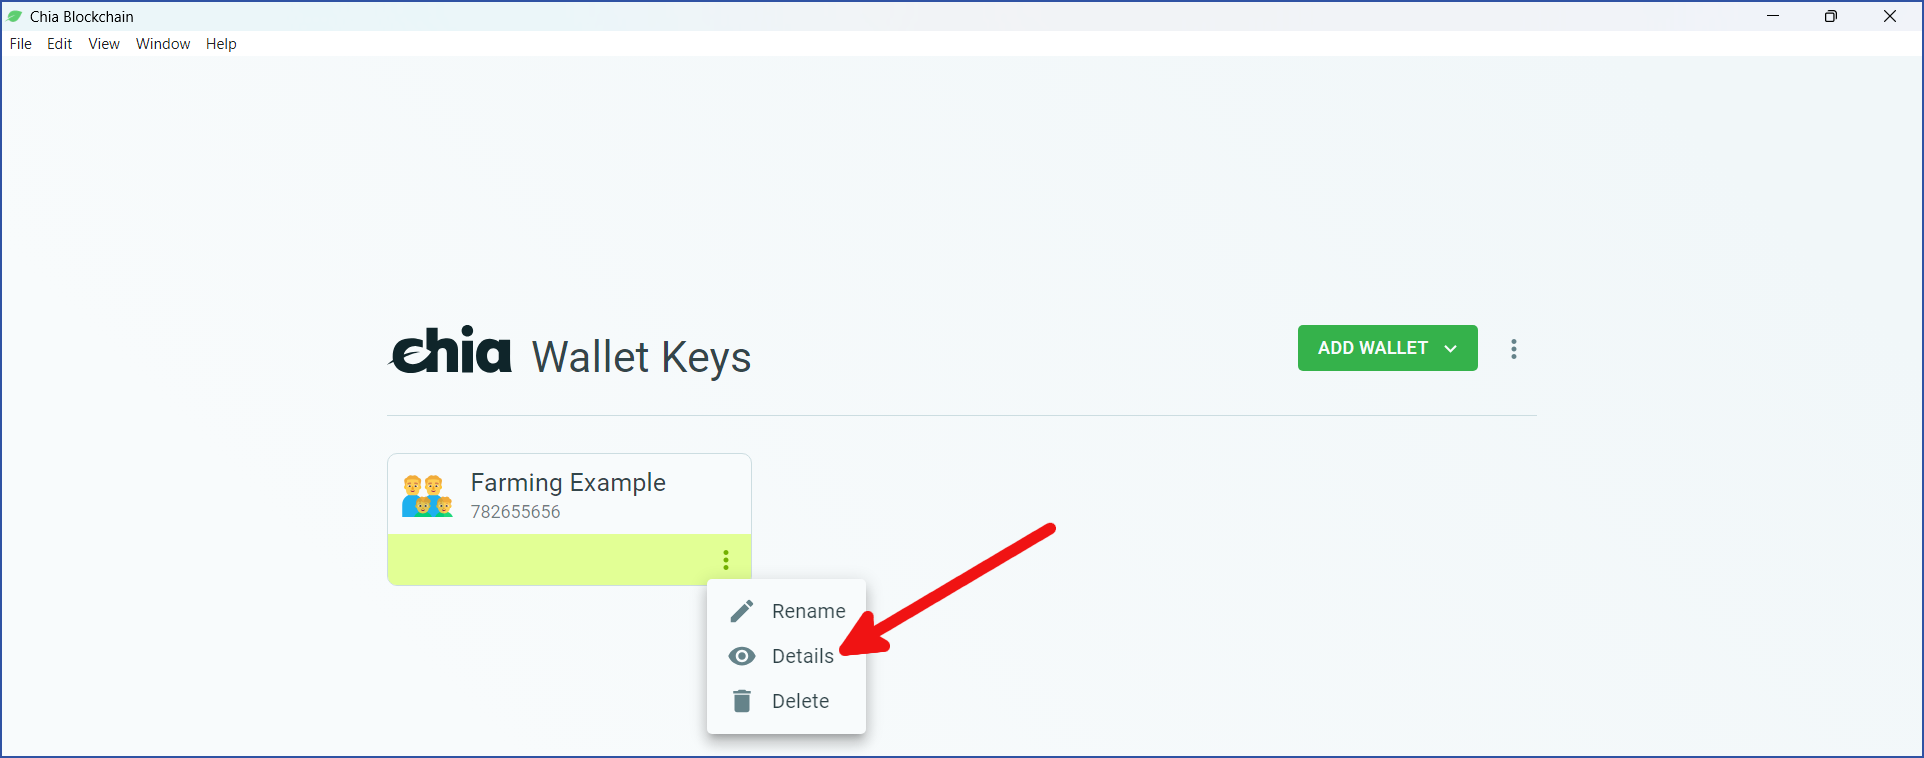 Chia Blockchain
File Edit View Window Help
chia Wallet Keys
ADD WALLET
Farming Example
782655656
Rename
Details
Delete